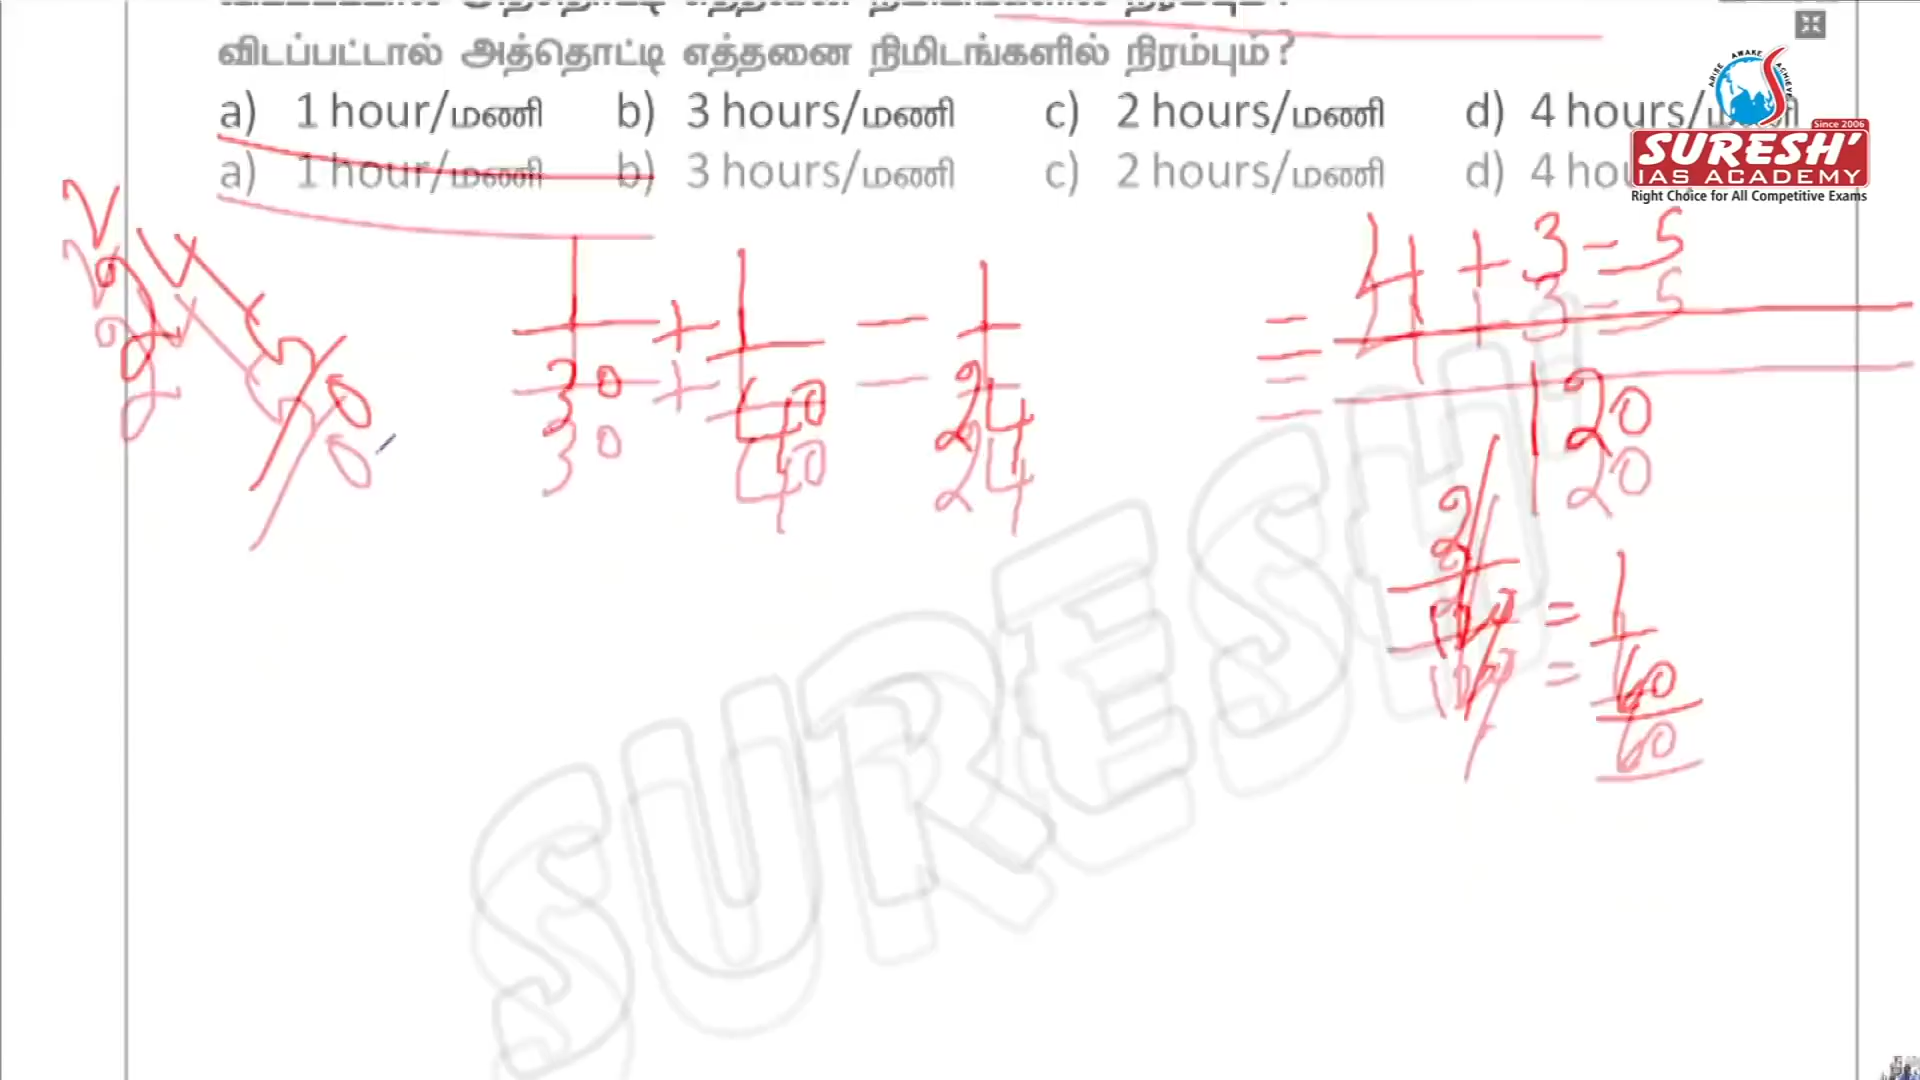 விடப்பட்டால் அத்தொட்டி எத்தனை நிமிடங்களில் நிரம்பும்?
a) 1 hour/மணி b) 3 hours/மணி c) 2 hours/மணி d) 4 hours/மணி
a) 1 hour/மணி b) 3 hours/மணி c) 2 hours/மணி d) 4 hou
ARISE AWAKE ACHIEVE
Since 2006
SURESH'
IAS ACADEMY
Right Choice for All Competitive Exams
1/30 + 1/40 - 1/24
= 4 + 3 - 5
120
2/120 = 1/60
SURESH'